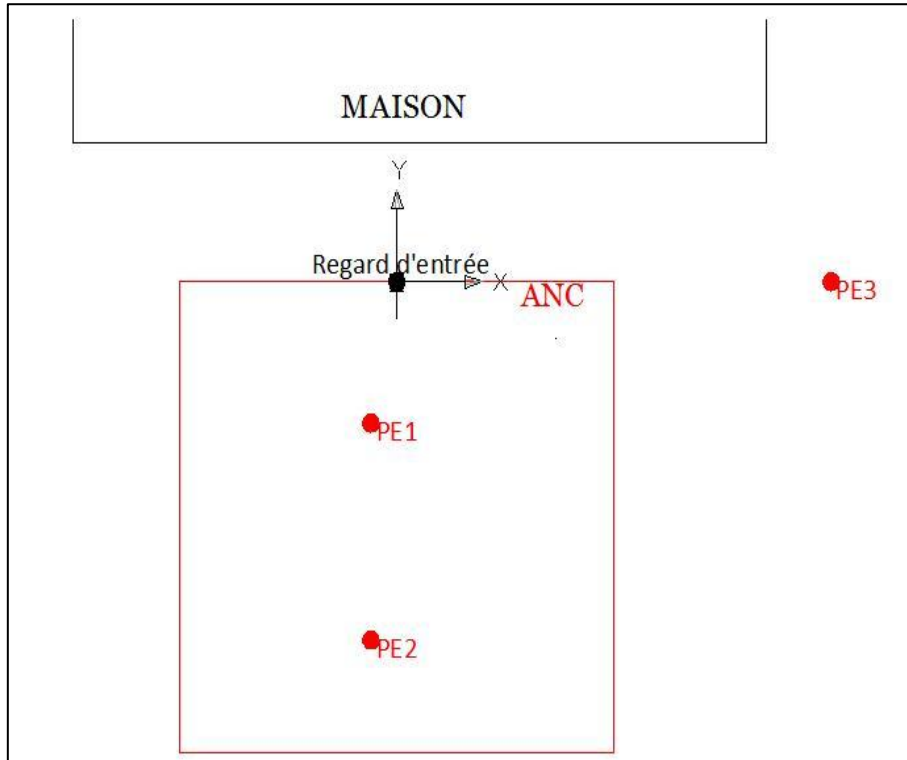 MAISON
Y
Regard d'entrée
X
ANC
PE3
PE1
PE2